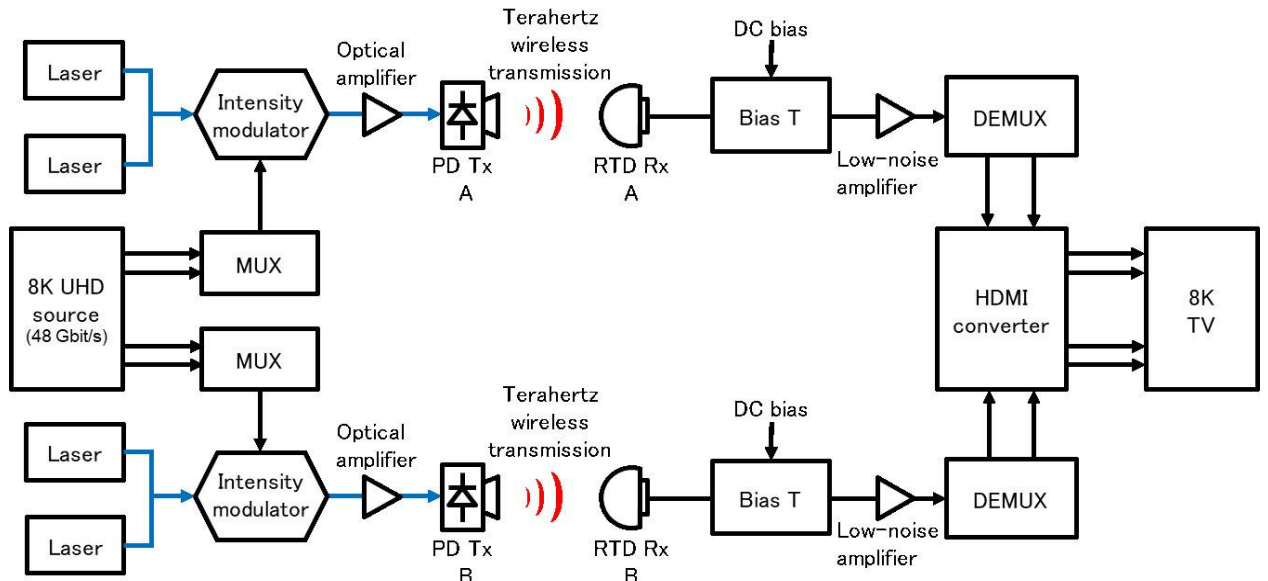 Laser
Laser
Intensity
modulator
Optical
amplifier
PD Tx
A
Terahertz
wireless
transmission
RTD Rx
A
DC bias
Bias T
Low-noise
amplifier
DEMUX
8K UHD
source
(48 Gbit/s)
MUX
MUX
HDMI
converter
8K
TV
Laser
Laser
Intensity
modulator
Optical
amplifier
PD Tx
B
Terahertz
wireless
transmission
RTD Rx
B
DC bias
Bias T
Low-noise
amplifier
DEMUX